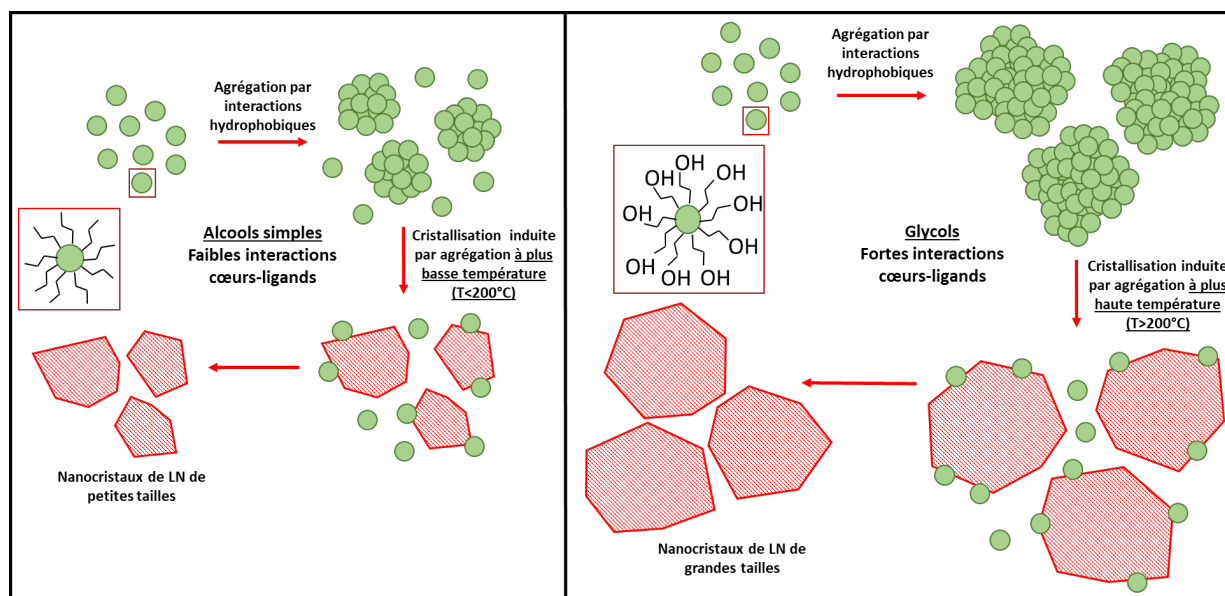 Agrégation par
interactions
hydrophobiques
Alcools simples
Faibles interactions
cœurs-ligands
Cristallisation induite
par agrégation à plus
basse température
(T<200°C)
Nanocristaux de LN de
petites tailles
Agrégation par
interactions
hydrophobiques
OH
OH
OH
OH
OH
OH
OH
OH
OH
Glycols
Fortes interactions
cœurs-ligands
Cristallisation induite
par agrégation à plus
haute température
(T>200°C)
Nanocristaux de LN de
grandes tailles